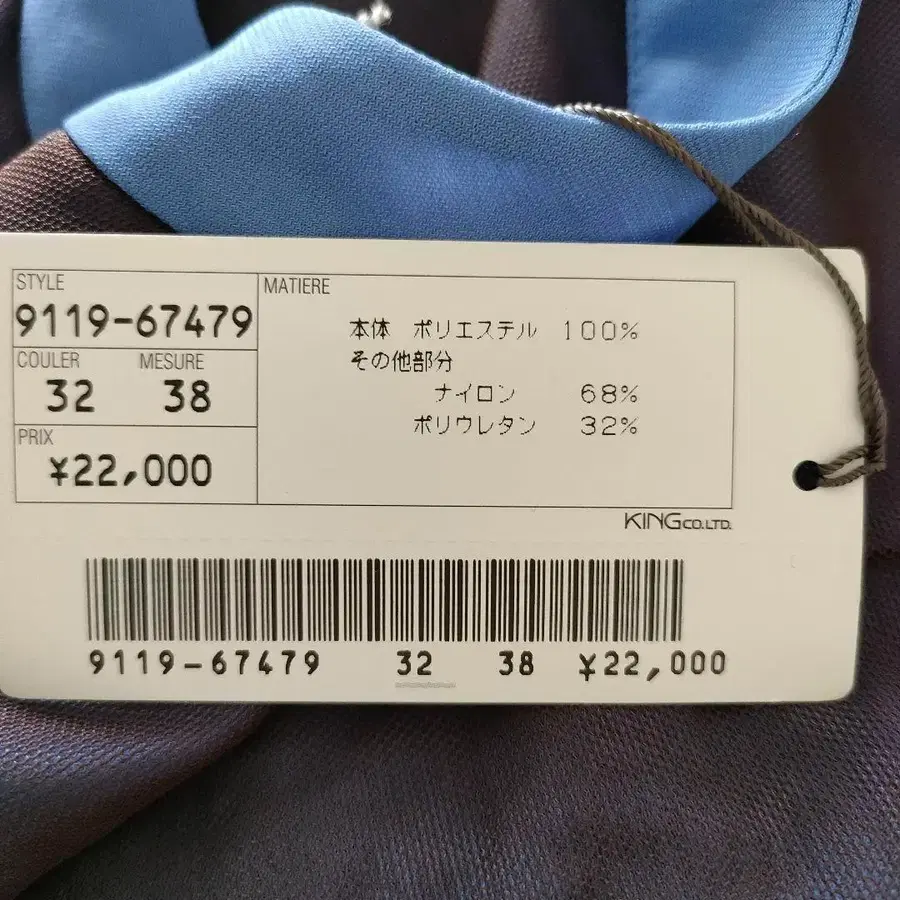 STYLE
9119-67479
COULER MESURE
32 38
PRIX
¥22,000
MATIERE
本体 ポリエステル 100%
その他部分
ナイロン 68%
ポリウレタン 32%
KING CO.LTD.
9119-67479 32 38 ¥22,000